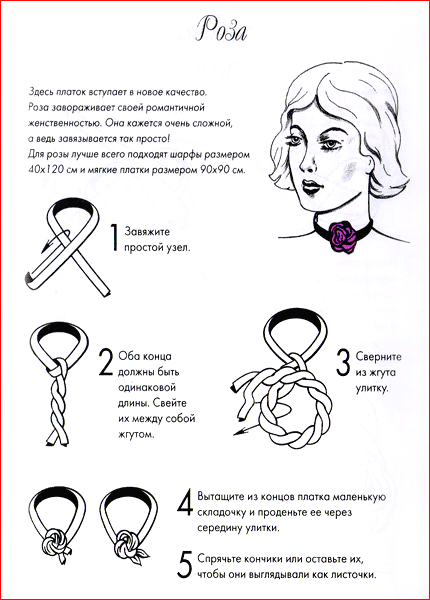 Роза
Здесь платок вступает в новое качество.
Роза завораживает своей романтичной
женственностью. Она кажется очень сложной,
а ведь завязывается так просто!
Для розы лучше всего подходят шарфы размером
40х120 см и мягкие платки размером 90х90 см.
1 Завяжите
простой узел.
2 Оба конца
должны быть
одинаковой
длины. Свейте
их между собой
жгутом.
3 Сверните
из жгута
улитку.
4 Вытащите из концов платка маленькую
складочку и проденьте ее через
середину улитки.
5 Спрячьте кончики или оставьте их,
чтобы они выглядывали как листочки.